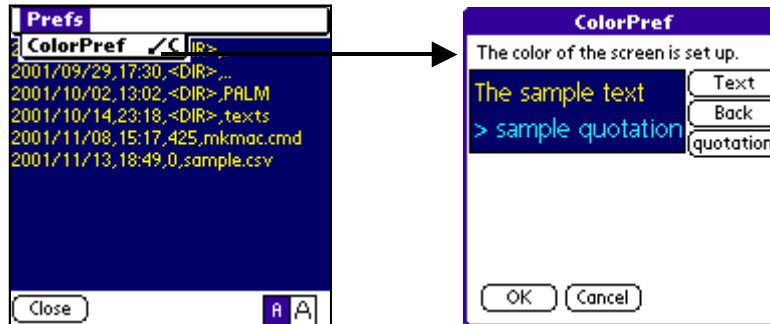 Prefs
ColorPref /C
IR>,.
2001/09/29,17:30,<DIR>,..
2001/10/02,13:02,<DIR>,PALM
2001/10/14,23:18,<DIR>,texts
2001/11/08,15:17,425,mkmac.cmd
2001/11/13,18:49,0,sample.csv
Close
A A
ColorPref
The color of the screen is set up.
The sample text
> sample quotation
Text
Back
quotation
OK
Cancel